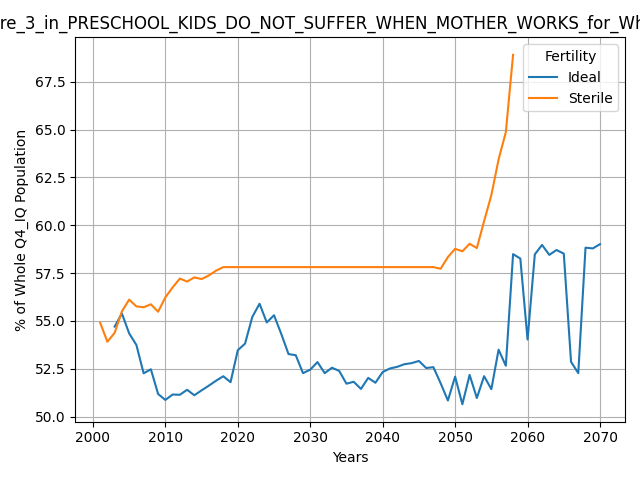 re_3_in_PRESCHOOL_KIDS_DO_NOT_SUFFER_WHEN_MOTHER_WORKS_for_Wh
% of Whole Q4_IQ Population
67.5
65.0
62.5
60.0
57.5
55.0
52.5
50.0
Fertility
Ideal
Sterile
2000 2010 2020 2030 2040 2050 2060 2070
Years